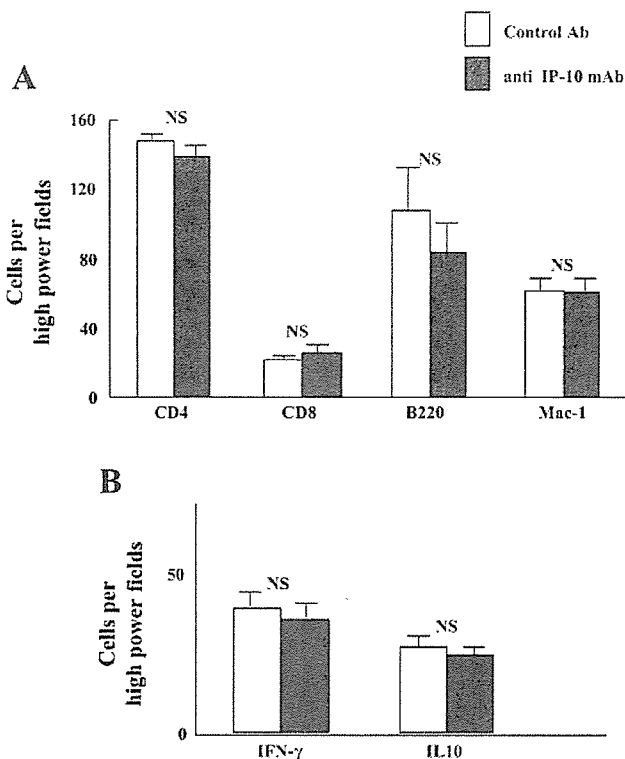 Control Ab
anti IP-10 mAb
A
Cells per
high power fields
160
120
80
40
0
NS
NS
NS
NS
CD4
CD8
B220
Mac-1
B
Cells per
high power fields
50
0
NS
NS
IFN-γ
IL10